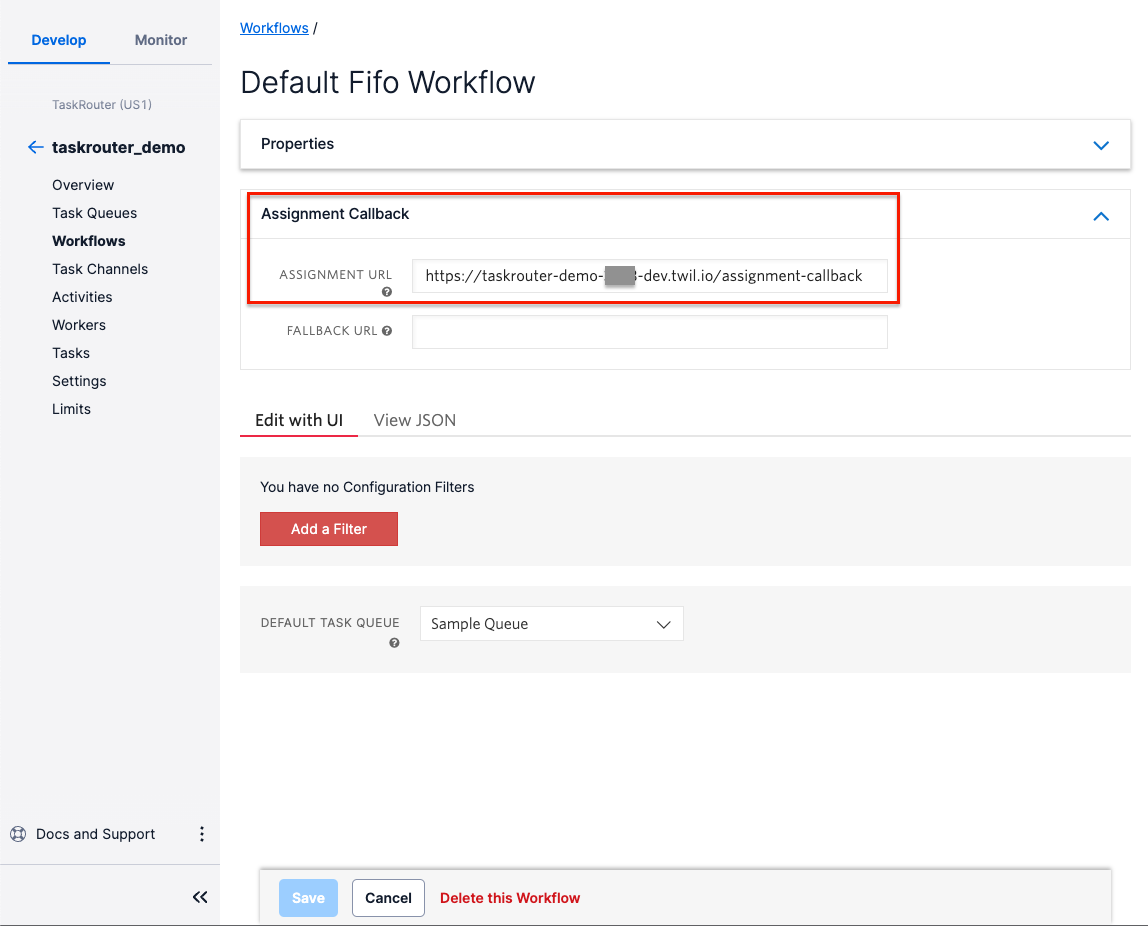 Develop
Monitor
TaskRouter (US1)
taskrouter_demo
Overview
Task Queues
Workflows
Task Channels
Activities
Workers
Tasks
Settings
Limits
Docs and Support
Workflows /
Default Fifo Workflow
Properties
Assignment Callback
ASSIGNMENT URL
https://taskrouter-demo- -dev.twil.io/assignment-callback
FALLBACK URL
Edit with UI
View JSON
You have no Configuration Filters
Add a Filter
DEFAULT TASK QUEUE
Sample Queue
Save
Cancel
Delete this Workflow